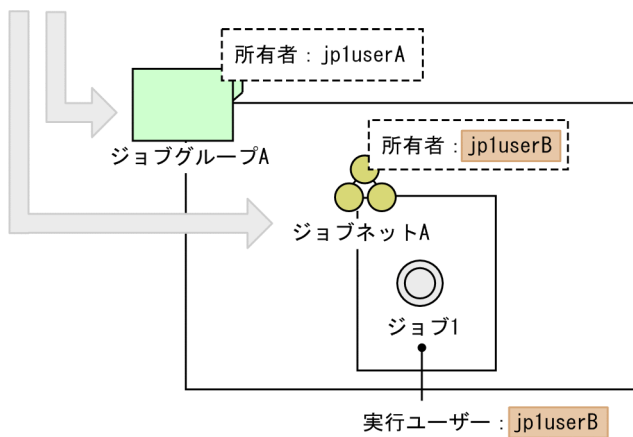 所有者：jp1userA
ジョブグループA
所有者：jp1userB
ジョブネットA
ジョブ1
実行ユーザー：jp1userB